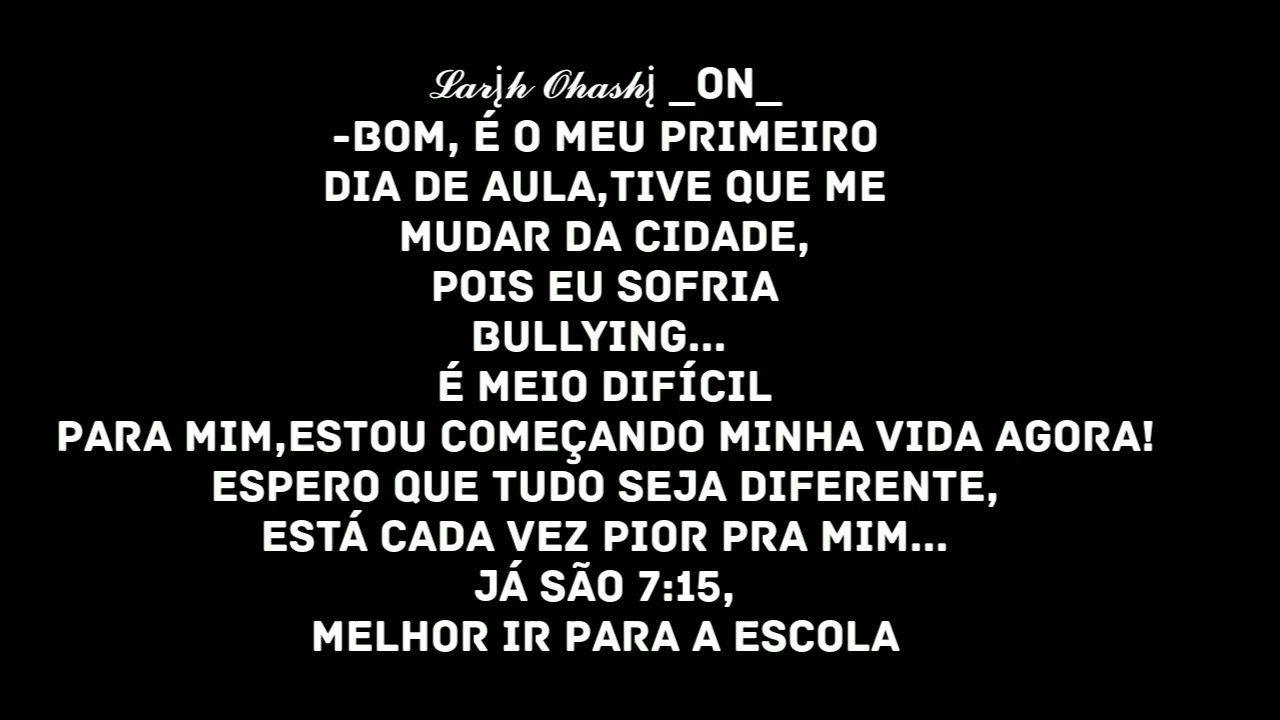 𝓛𝓪𝓻į𝓱 𝓞𝓱𝓪𝓼𝓱į _ON_
-BOM, É O MEU PRIMEIRO
DIA DE AULA,TIVE QUE ME
MUDAR DA CIDADE,
POIS EU SOFRIA
BULLYING...
É MEIO DIFÍCIL
PARA MIM,ESTOU COMEÇANDO MINHA VIDA AGORA!
ESPERO QUE TUDO SEJA DIFERENTE,
ESTÁ CADA VEZ PIOR PRA MIM...
JÁ SÃO 7:15,
MELHOR IR PARA A ESCOLA